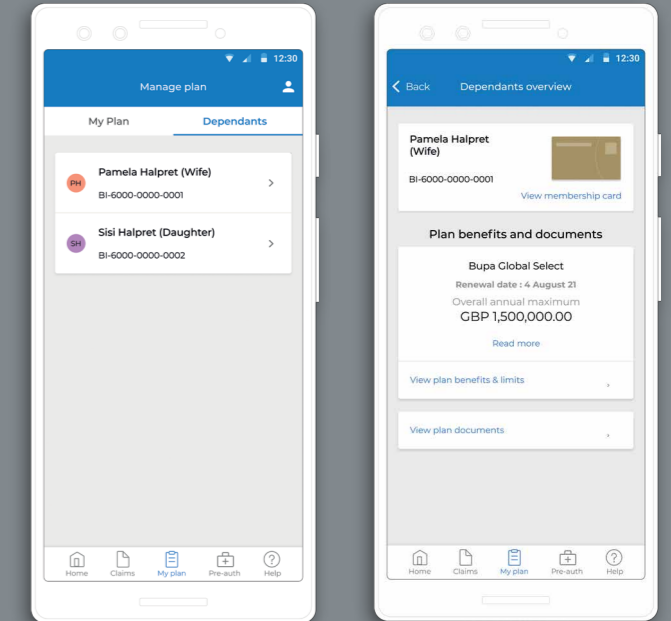 12:30
Manage plan
My Plan
Dependants
PH
Pamela Halpret (Wife)
BI-6000-0000-0001
SH
Sisi Halpret (Daughter)
BI-6000-0000-0002
Home
Claims
My plan
Pre-auth
Help
12:30
Back
Dependants overview
Pamela Halpret
(Wife)
BI-6000-0000-0001
View membership card
Plan benefits and documents
Bupa Global Select
Renewal date : 4 August 21
Overall annual maximum
GBP 1,500,000.00
Read more
View plan benefits & limits
View plan documents
Home
Claims
My plan
Pre-auth
Help